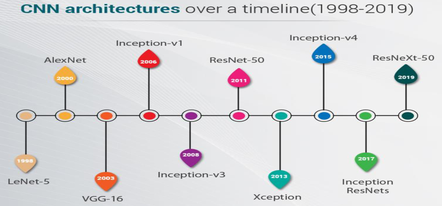 CNN architectures over a timeline(1998-2019)
Inception-v4
Inception-v1
ResNet-50
ResNeXt-50
AlexNet
2015
2006
2011
2019
2000
1998
2003
2008
2013
2017
LeNet-5
VGG-16
Inception-v3
Xception
Inception
ResNets